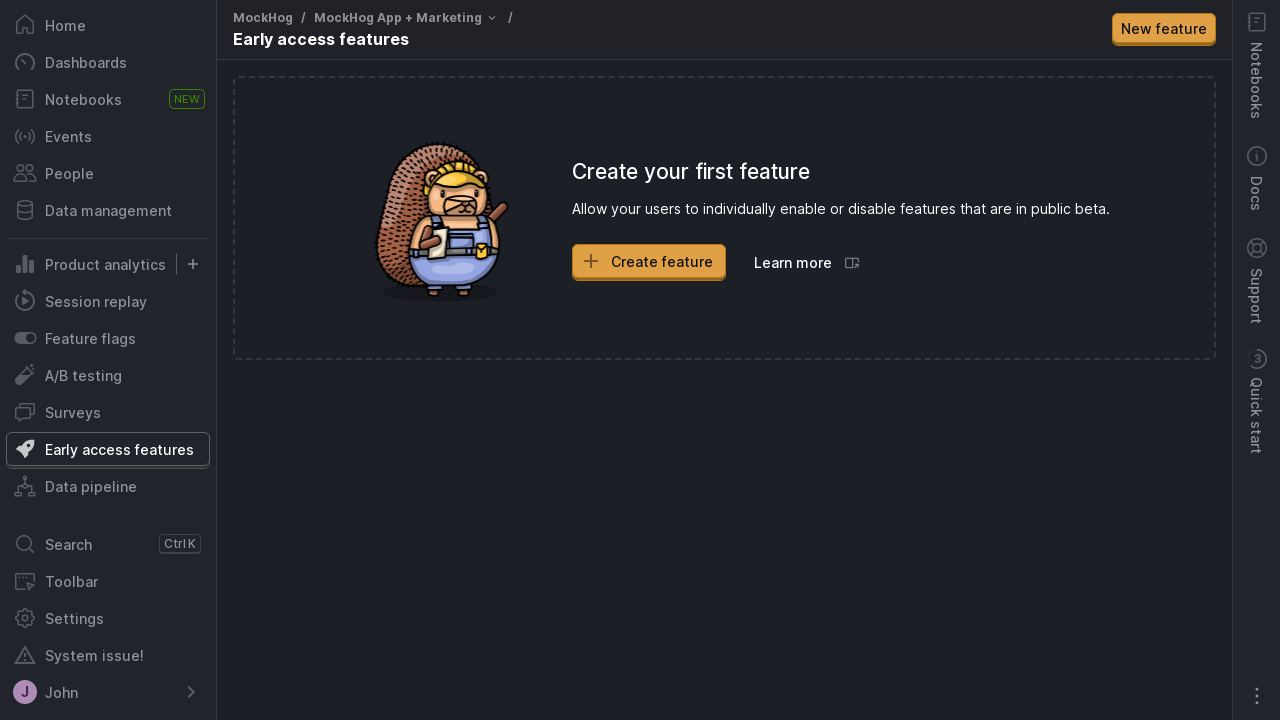 Home
Dashboards
Notebooks NEW
Events
People
Data management
Product analytics
Session replay
Feature flags
A/B testing
Surveys
Early access features
Data pipeline
Search Ctrl K
Toolbar
Settings
System issue!
J John
MockHog / MockHog App + Marketing /
Early access features
New feature
Create your first feature
Allow your users to individually enable or disable features that are in public beta.
Create feature Learn more
Notebooks
Docs
Support
3 Quick start